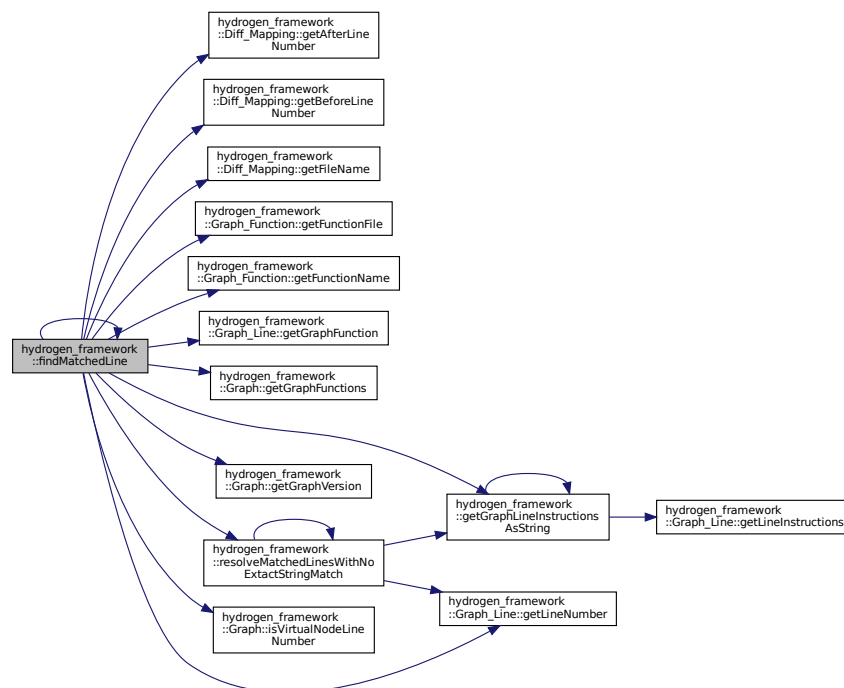 hydrogen_framework
::Diff_Mapping::getAfterLine
Number
hydrogen_framework
::Diff_Mapping::getBeforeLine
Number
hydrogen_framework
::Diff_Mapping::getFileName
hydrogen_framework
::Graph_Function::getFunctionFile
hydrogen_framework
::Graph_Function::getFunctionName
hydrogen_framework
::Graph_Line::getGraphFunction
hydrogen_framework
::findMatchedLine
hydrogen_framework
::Graph::getGraphFunctions
hydrogen_framework
::Graph::getGraphVersion
hydrogen_framework
::getGraphLineInstructions
AsString
hydrogen_framework
::Graph_Line::getLineInstructions
hydrogen_framework
::resolveMatchedLinesWithNo
ExtactStringMatch
hydrogen_framework
::Graph_Line::getLineNumber
hydrogen_framework
::Graph::isVirtualNodeLine
Number